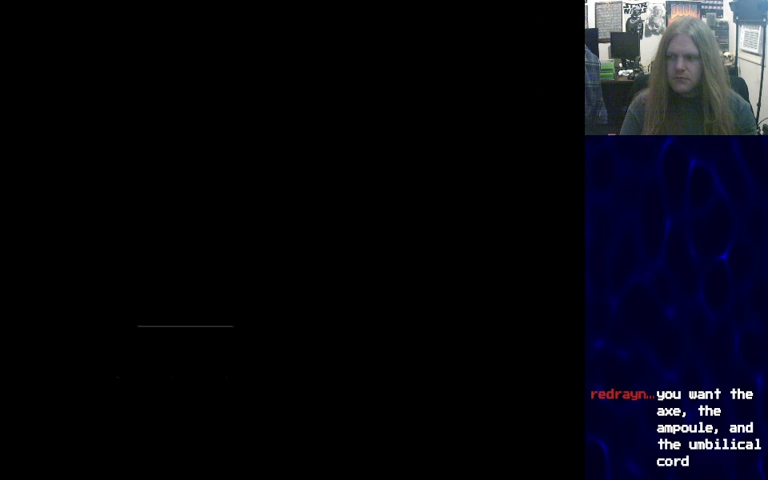 redrayn… you want the
axe, the
ampoule, and
the umbilical
cord